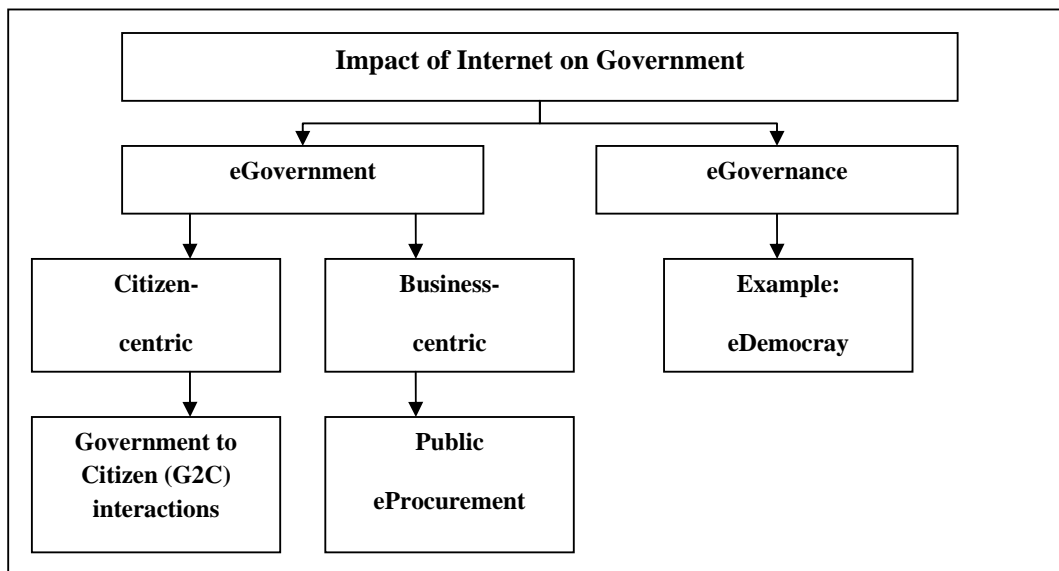 Impact of Internet on Government
eGovernment
eGovernance
Citizen-
centric
Business-
centric
Example:
eDemocray
Government to
Citizen (G2C)
interactions
Public
eProcurement